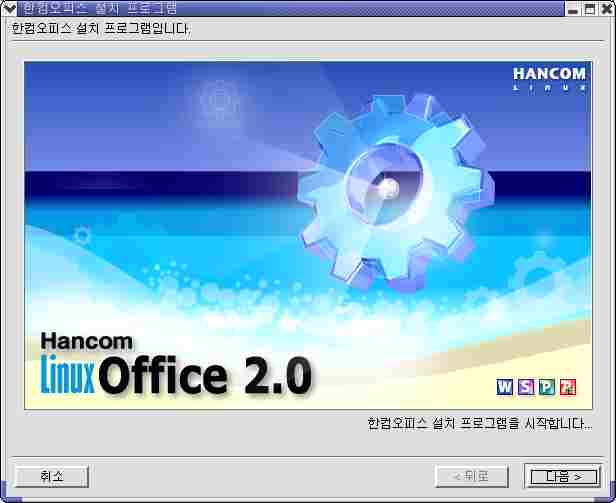 한컴오피스 설치 프로그램
한컴오피스 설치 프로그램입니다.
HANCOM
LINUX
Hancom
Linux Office 2.0
W S P
한컴오피스 설치 프로그램을 시작합니다...
취소
< 뒤로
다음 >